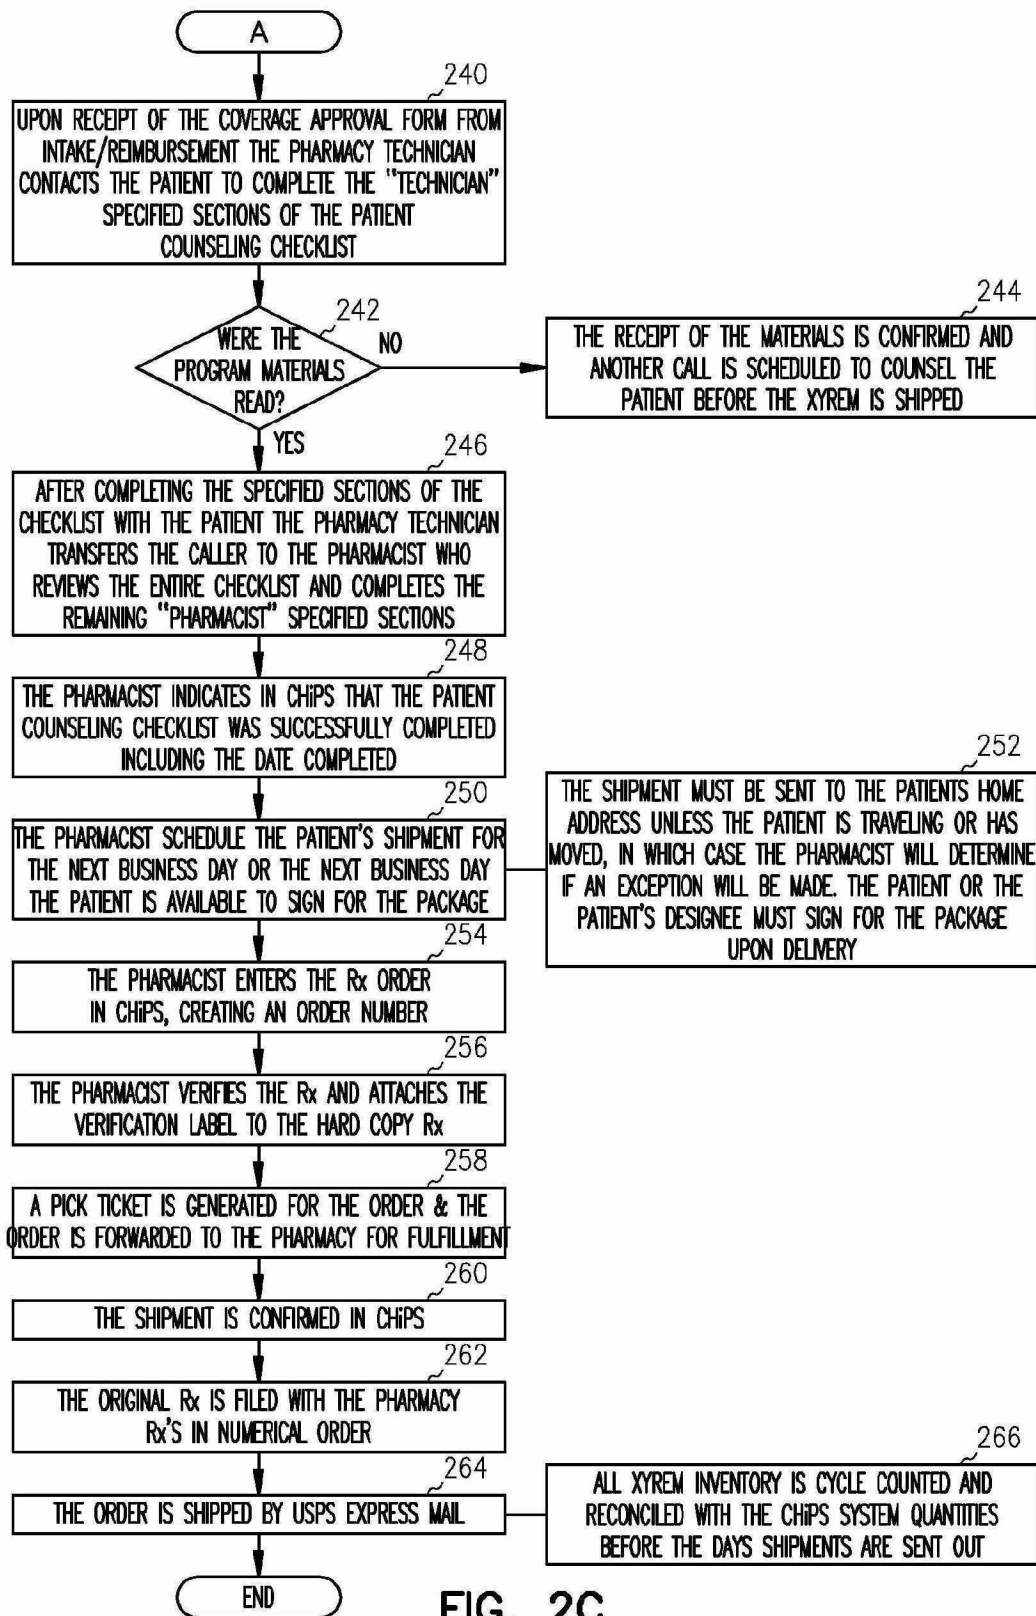 A
240
UPON RECEIPT OF THE COVERAGE APPROVAL FORM FROM
INTAKE/REIMBURSEMENT THE PHARMACY TECHNICIAN
CONTACTS THE PATIENT TO COMPLETE THE "TECHNICIAN"
SPECIFIED SECTIONS OF THE PATIENT
COUNSELING CHECKLIST
242
WERE THE
PROGRAM MATERIALS
READ?
NO
244
THE RECEIPT OF THE MATERIALS IS CONFIRMED AND
ANOTHER CALL IS SCHEDULED TO COUNSEL THE
PATIENT BEFORE THE XYREM IS SHIPPED
YES
246
AFTER COMPLETING THE SPECIFIED SECTIONS OF THE
CHECKLIST WITH THE PATIENT THE PHARMACY TECHNICIAN
TRANSFERS THE CALLER TO THE PHARMACIST WHO
REVIEWS THE ENTIRE CHECKLIST AND COMPLETES THE
REMAINING "PHARMACIST" SPECIFIED SECTIONS
248
THE PHARMACIST INDICATES IN CHiPS THAT THE PATIENT
COUNSELING CHECKLIST WAS SUCCESSFULLY COMPLETED
INCLUDING THE DATE COMPLETED
250
THE PHARMACIST SCHEDULE THE PATIENT'S SHIPMENT FOR
THE NEXT BUSINESS DAY OR THE NEXT BUSINESS DAY
THE PATIENT IS AVAILABLE TO SIGN FOR THE PACKAGE
252
THE SHIPMENT MUST BE SENT TO THE PATIENTS HOME
ADDRESS UNLESS THE PATIENT IS TRAVELING OR HAS
MOVED, IN WHICH CASE THE PHARMACIST WILL DETERMINE
IF AN EXCEPTION WILL BE MADE. THE PATIENT OR THE
PATIENT'S DESIGNEE MUST SIGN FOR THE PACKAGE
UPON DELIVERY
254
THE PHARMACIST ENTERS THE Rx ORDER
IN CHiPS, CREATING AN ORDER NUMBER
256
THE PHARMACIST VERIFIES THE Rx AND ATTACHES THE
VERIFICATION LABEL TO THE HARD COPY Rx
258
A PICK TICKET IS GENERATED FOR THE ORDER & THE
ORDER IS FORWARDED TO THE PHARMACY FOR FULFILLMENT
260
THE SHIPMENT IS CONFIRMED IN CHiPS
262
THE ORIGINAL Rx IS FILED WITH THE PHARMACY
Rx'S IN NUMERICAL ORDER
264
THE ORDER IS SHIPPED BY USPS EXPRESS MAIL
266
ALL XYREM INVENTORY IS CYCLE COUNTED AND
RECONCILED WITH THE CHiPS SYSTEM QUANTITIES
BEFORE THE DAYS SHIPMENTS ARE SENT OUT
END
FIG. 2C